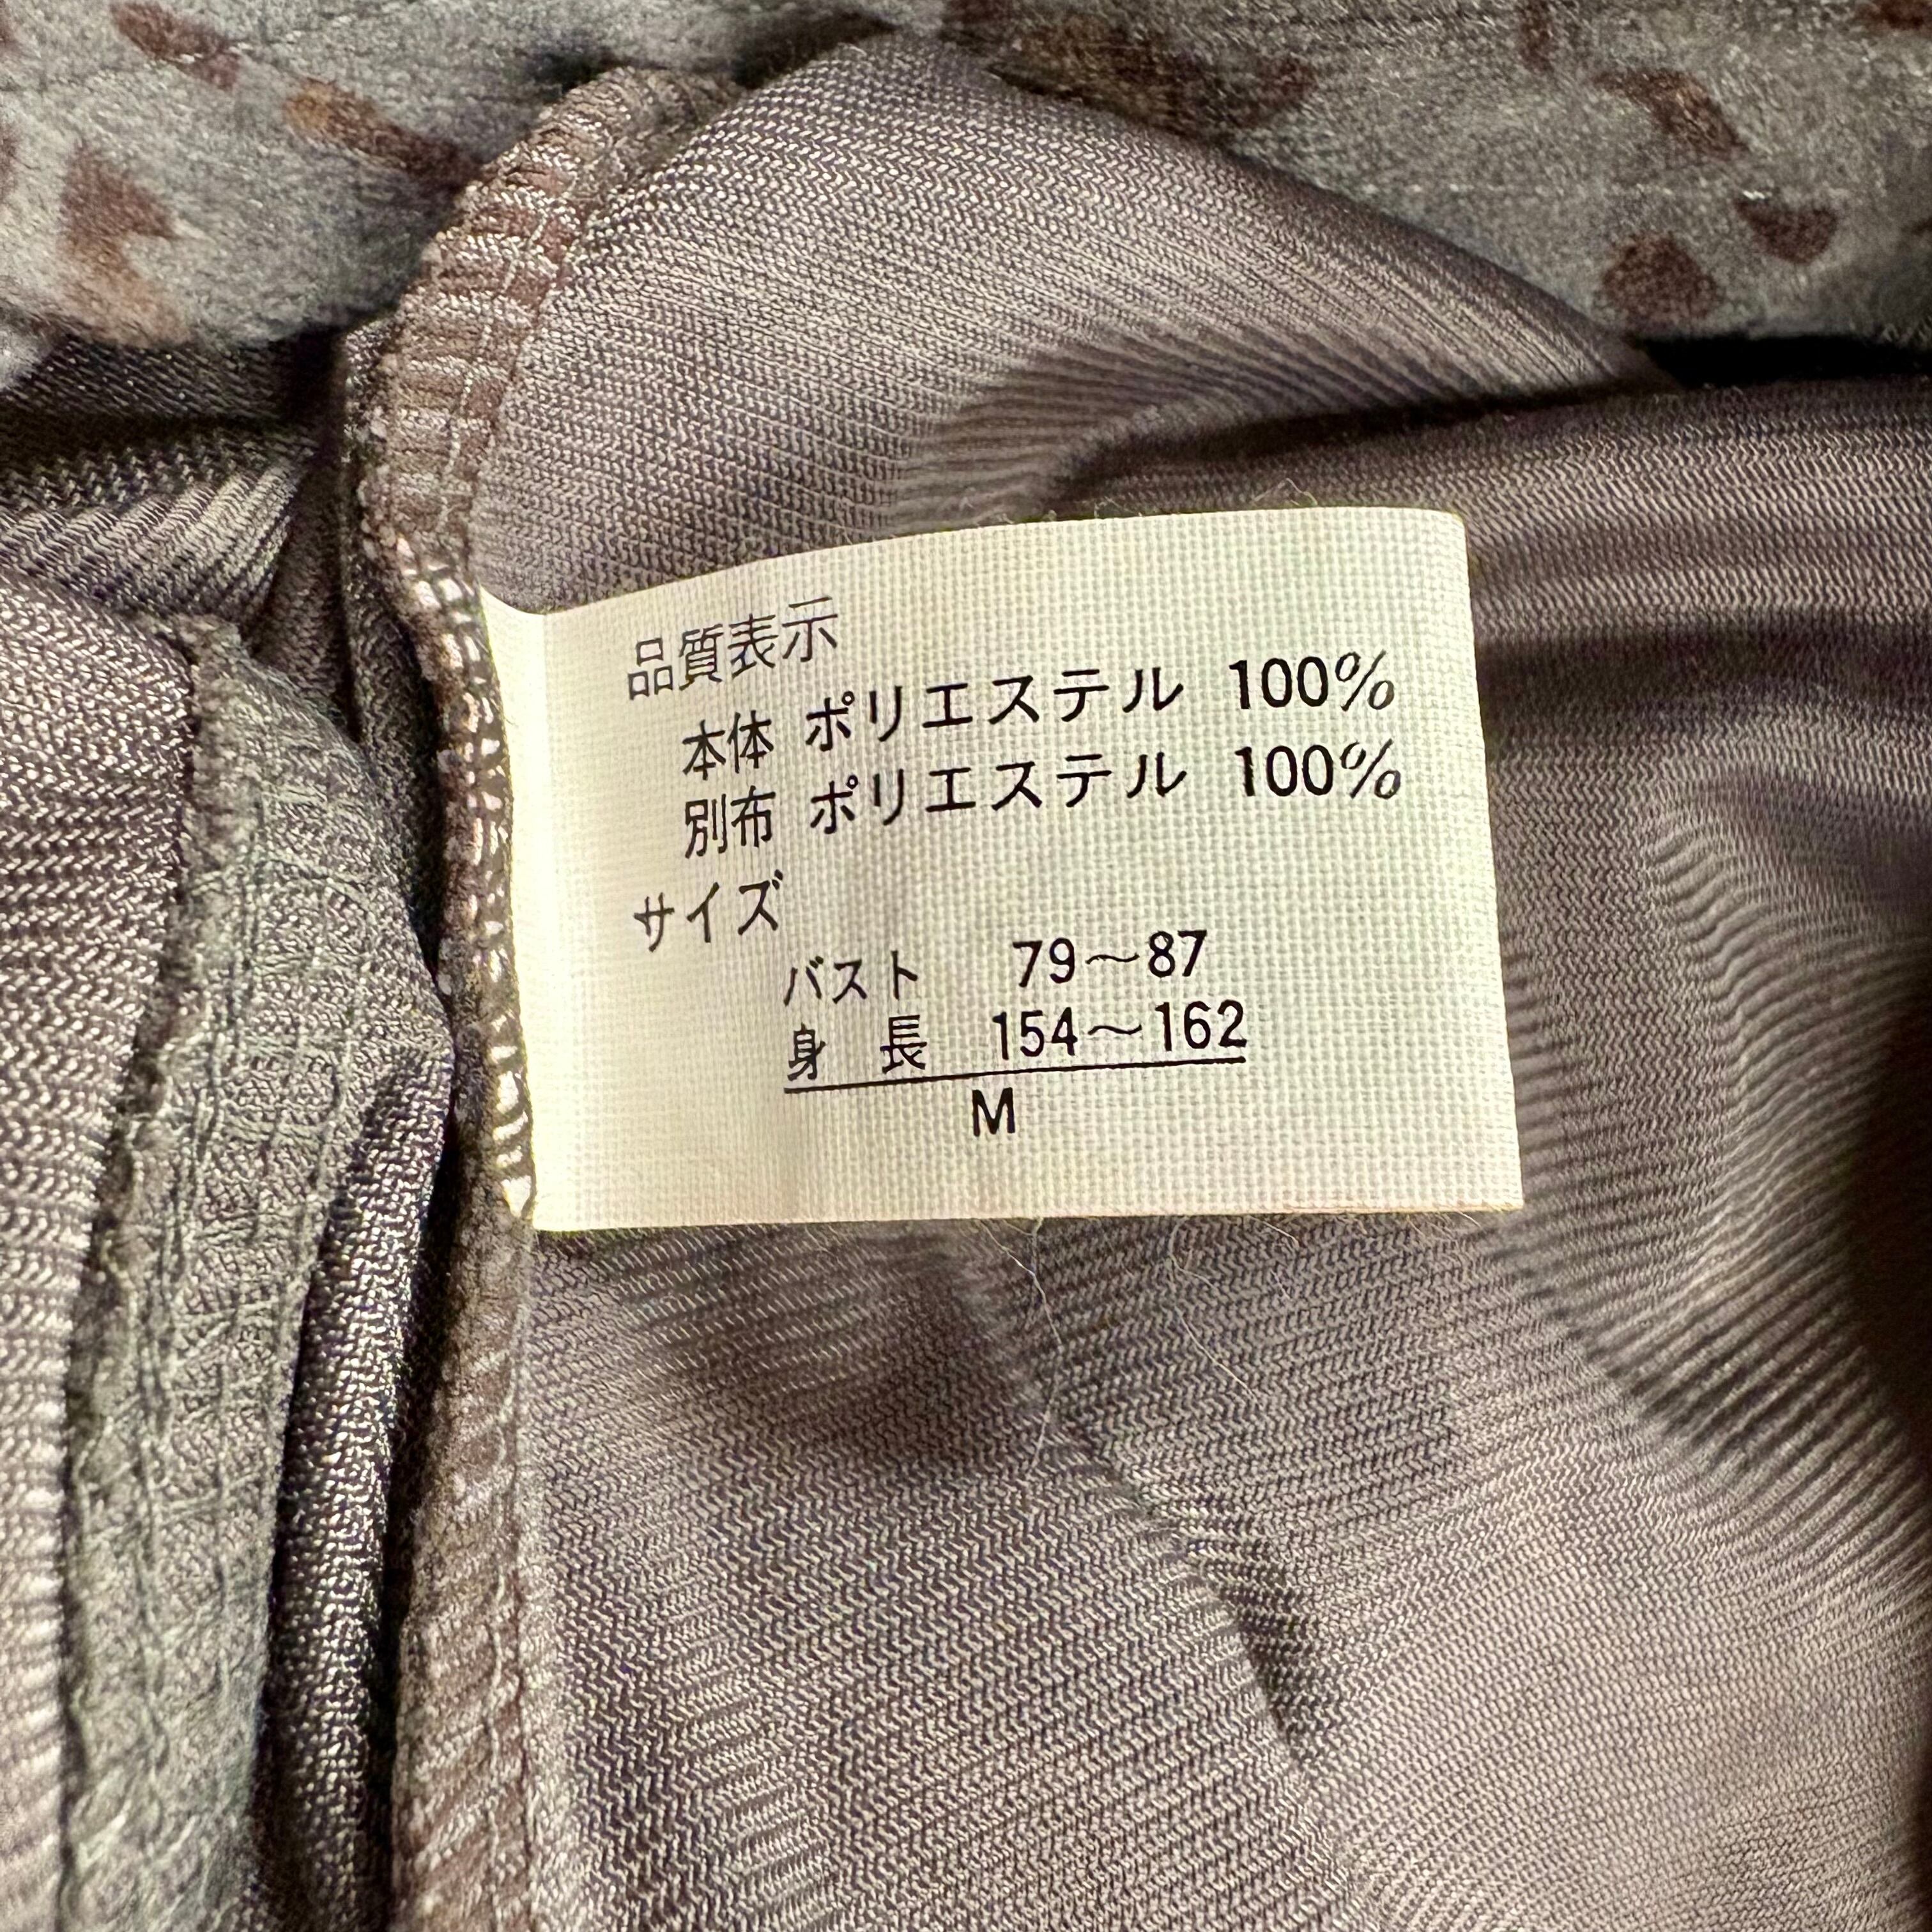 品質表示
本体 ポリエステル 100%
別布 ポリエステル 100%
サイズ
バスト 79〜87
身 長 154〜162
M